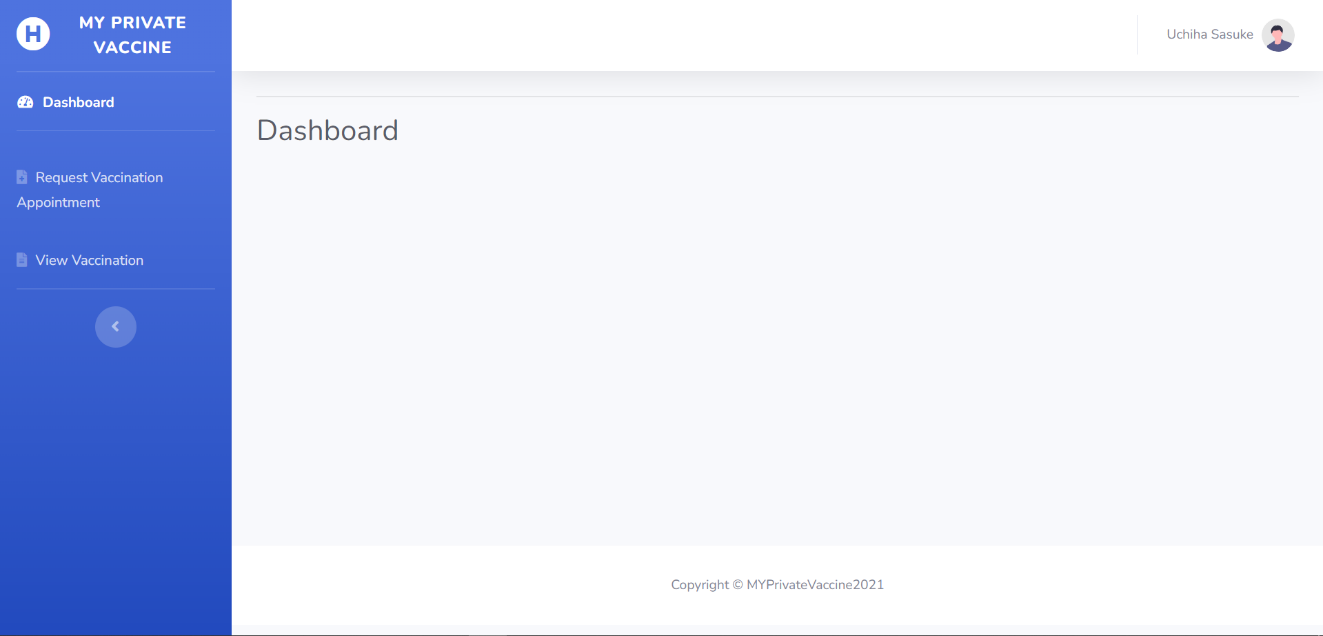 H
MY PRIVATE
VACCINE
Dashboard
Request Vaccination
Appointment
View Vaccination
Uchiha Sasuke
Dashboard
Copyright © MYPrivateVaccine2021